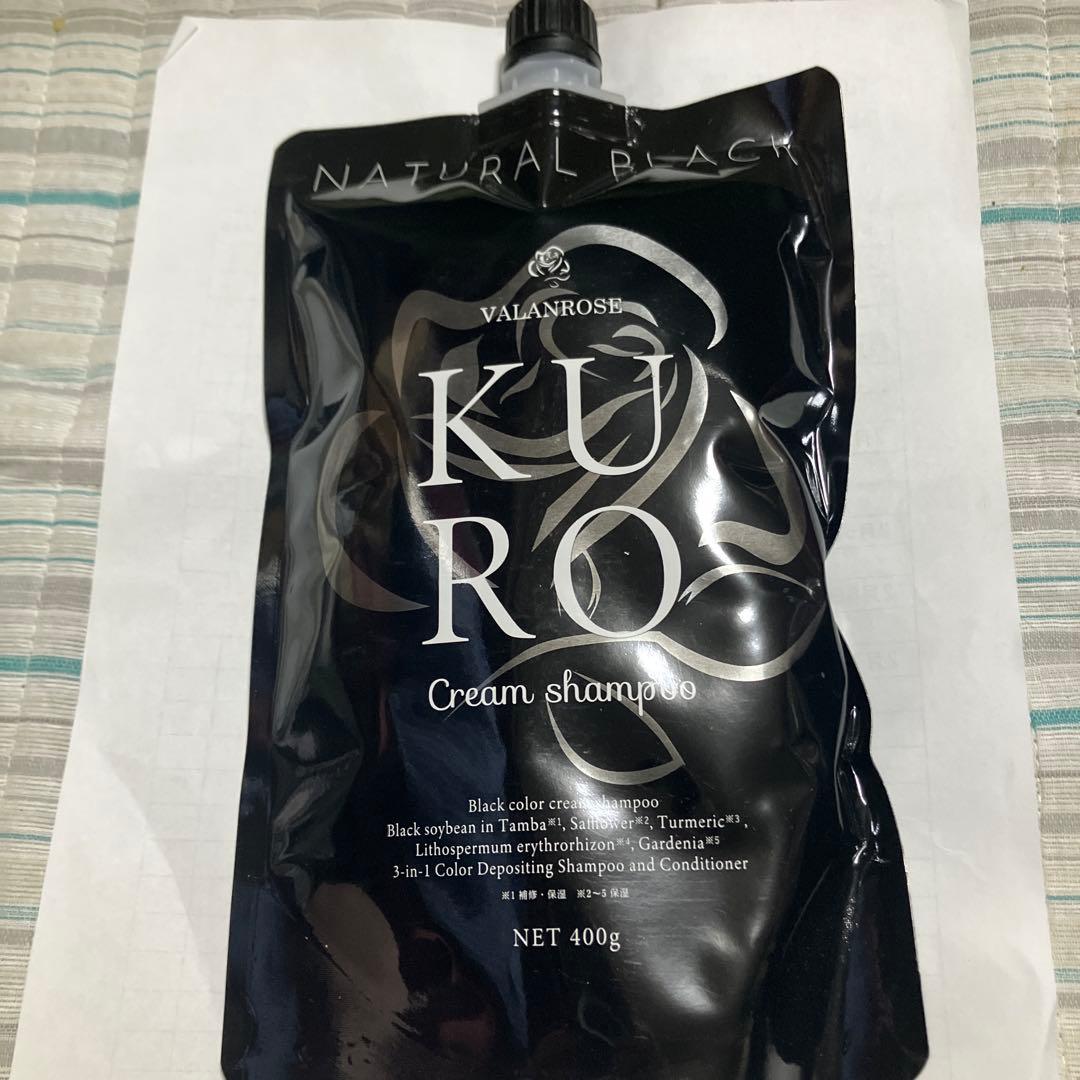 NATURAL BLACK
VALANROSE
KU
RO
Cream shampoo
Black color cream shampoo
Black soybean in Tamba※1, Safflower※2, Turmeric※3,
Lithospermum erythrorhizon※4, Gardenia※5
3-in-1 Color Depositing Shampoo and Conditioner
※1 補修・保湿 ※2～5 保湿
NET 400g